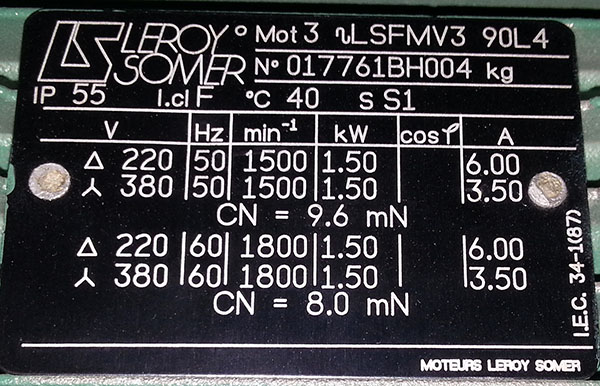 LEROY SOMER ° Mot 3 ∿ LSFMV3 90L4
N° 017761BH004 kg
IP 55 I.cl F °C 40 S S1
V Hz min⁻¹ kW cos φ A
△ 220 50 1500 1.50 6.00
⅄ 380 50 1500 1.50 3.50
CN = 9.6 mN
△ 220 60 1800 1.50 6.00
⅄ 380 60 1800 1.50 3.50
CN = 8.0 mN
I.E.C. 34-1(87)
MOTEURS LEROY SOMER